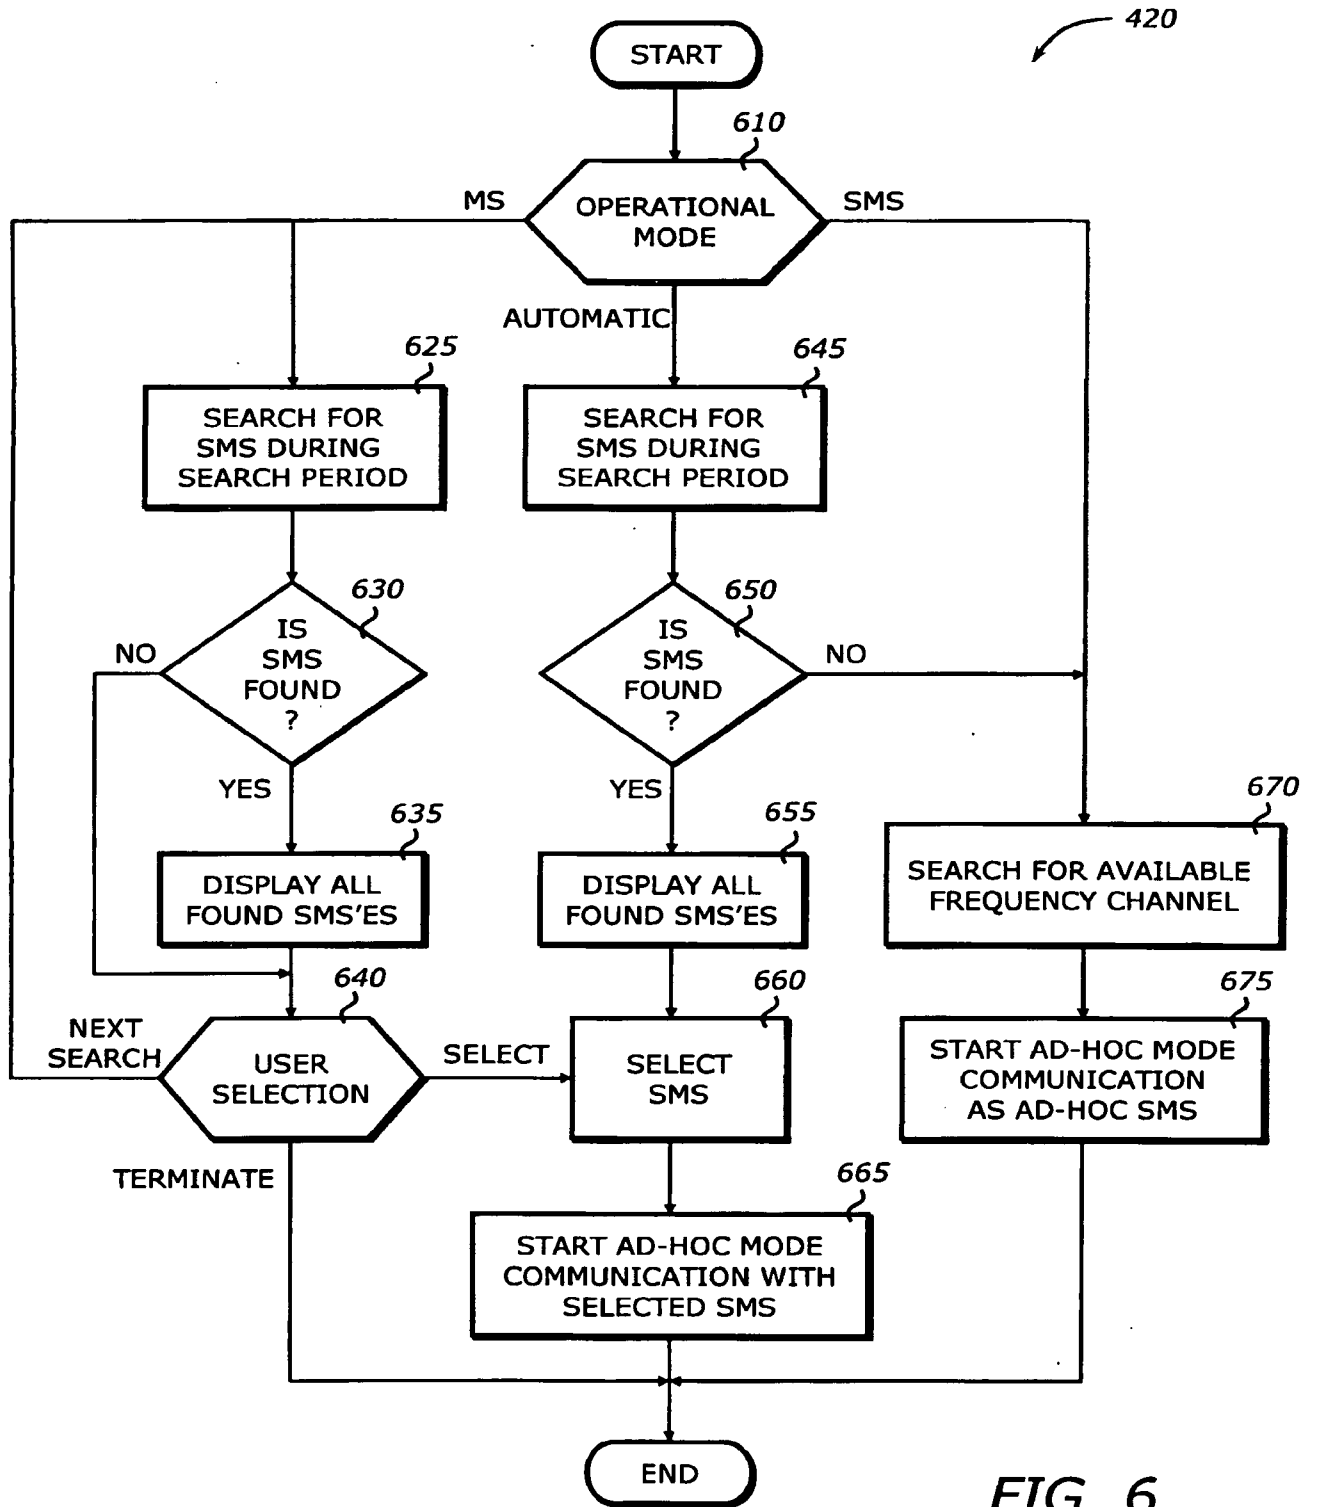 420
START
610
MS
OPERATIONAL
MODE
SMS
AUTOMATIC
625
SEARCH FOR
SMS DURING
SEARCH PERIOD
645
SEARCH FOR
SMS DURING
SEARCH PERIOD
630
IS
SMS
FOUND
?
NO
YES
650
IS
SMS
FOUND
?
NO
YES
635
DISPLAY ALL
FOUND SMS'ES
655
DISPLAY ALL
FOUND SMS'ES
670
SEARCH FOR AVAILABLE
FREQUENCY CHANNEL
640
NEXT
SEARCH
USER
SELECTION
SELECT
TERMINATE
660
SELECT
SMS
675
START AD-HOC MODE
COMMUNICATION
AS AD-HOC SMS
665
START AD-HOC MODE
COMMUNICATION WITH
SELECTED SMS
END
FIG. 6